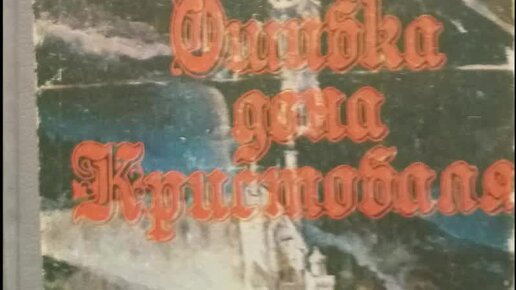 Ошибка
дона
Кристобаля